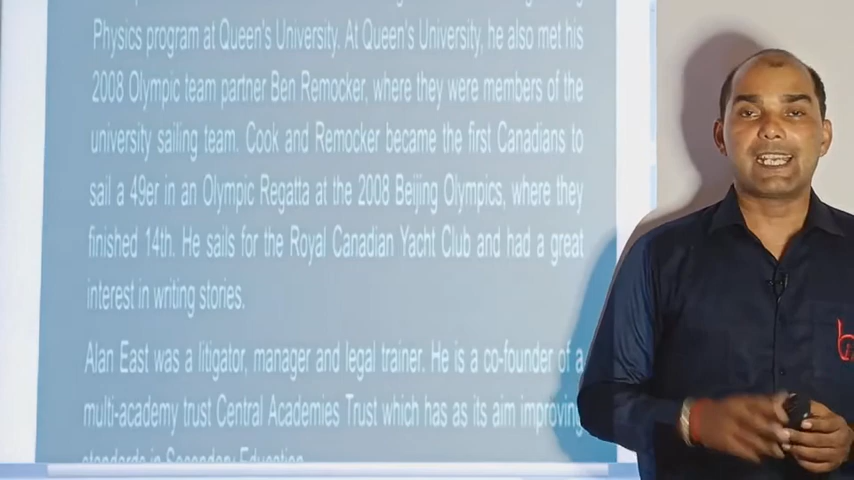 Physics program at Queen's University. At Queen's University, he also met his
2008 Olympic team partner Ben Remocker, where they were members of the
university sailing team. Cook and Remocker became the first Canadians to
sail a 49er in an Olympic Regatta at the 2008 Beijing Olympics, where they
finished 14th. He sails for the Royal Canadian Yacht Club and had a great
interest in writing stories.
Alan East was a litigator, manager and legal trainer. He is a co-founder of a
multi-academy trust Central Academies Trust which has as its aim improving
standards in Secondary Education